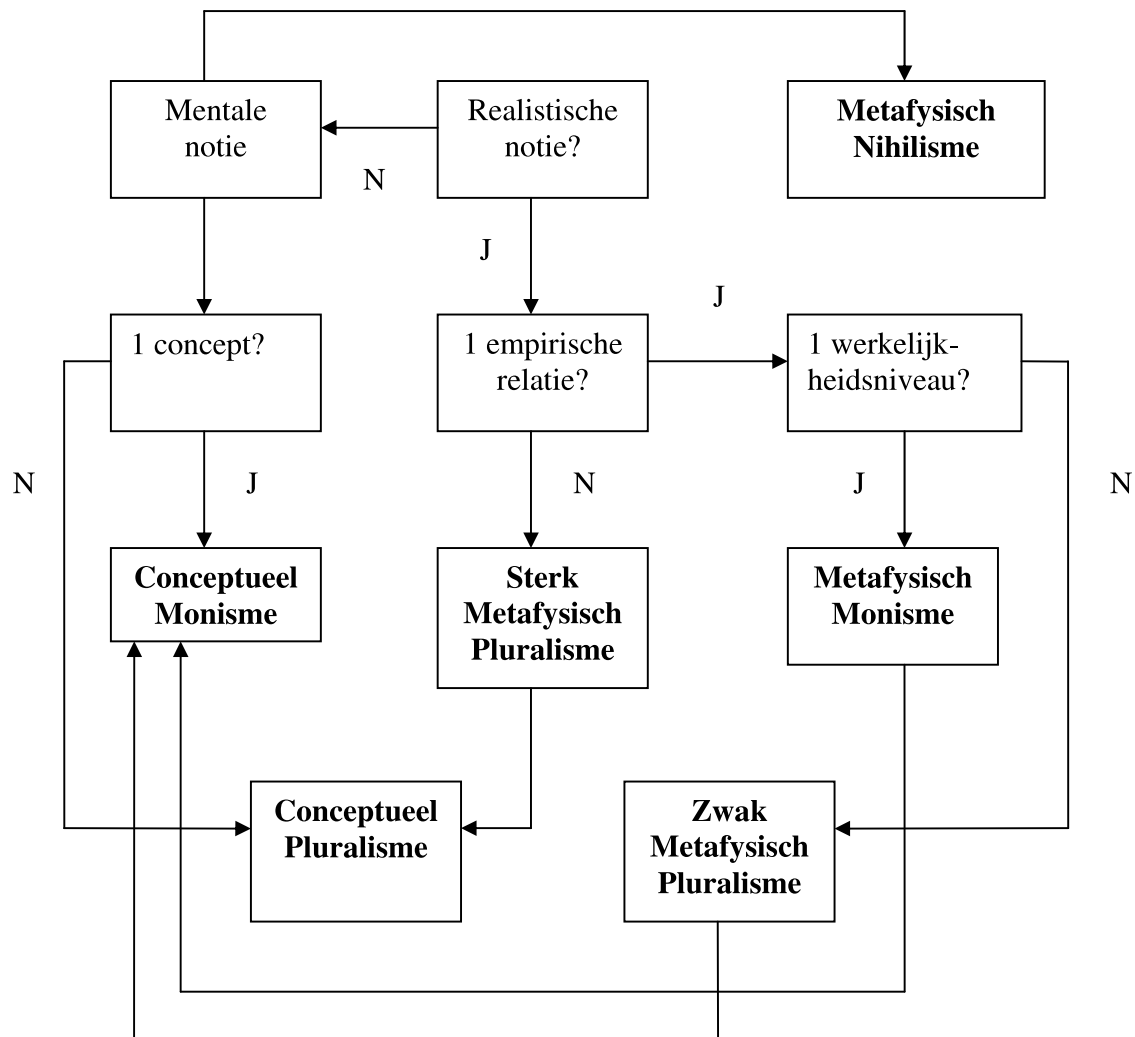 Mentale
notie
Realistische
notie?
Metafysisch
Nihilisme
N
J
J
1 concept?
1 empirische
relatie?
1 werkelijk-
heidsniveau?
N
J
N
J
N
Conceptueel
Monisme
Sterk
Metafysisch
Pluralisme
Metafysisch
Monisme
Conceptueel
Pluralisme
Zwak
Metafysisch
Pluralisme